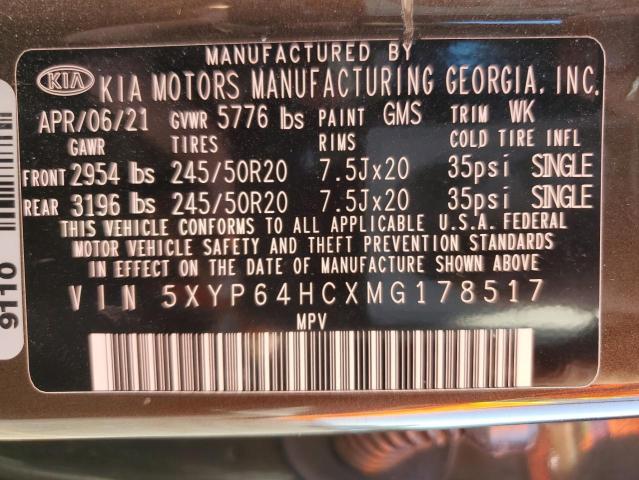 MANUFACTURED BY
KIA KIA MOTORS MANUFACTURING GEORGIA, INC.
APR/06/21 GVWR 5776 lbs PAINT GMS TRIM WK
GAWR TIRES RIMS COLD TIRE INFL
FRONT 2954 lbs 245/50R20 7.5Jx20 35psi SINGLE
REAR 3196 lbs 245/50R20 7.5Jx20 35psi SINGLE
THIS VEHICLE CONFORMS TO ALL APPLICABLE U.S.A. FEDERAL
MOTOR VEHICLE SAFETY AND THEFT PREVENTION STANDARDS
IN EFFECT ON THE DATE OF MANUFACTURE SHOWN ABOVE.
VIN 5XYP64HCXMG178517
MPV
9110